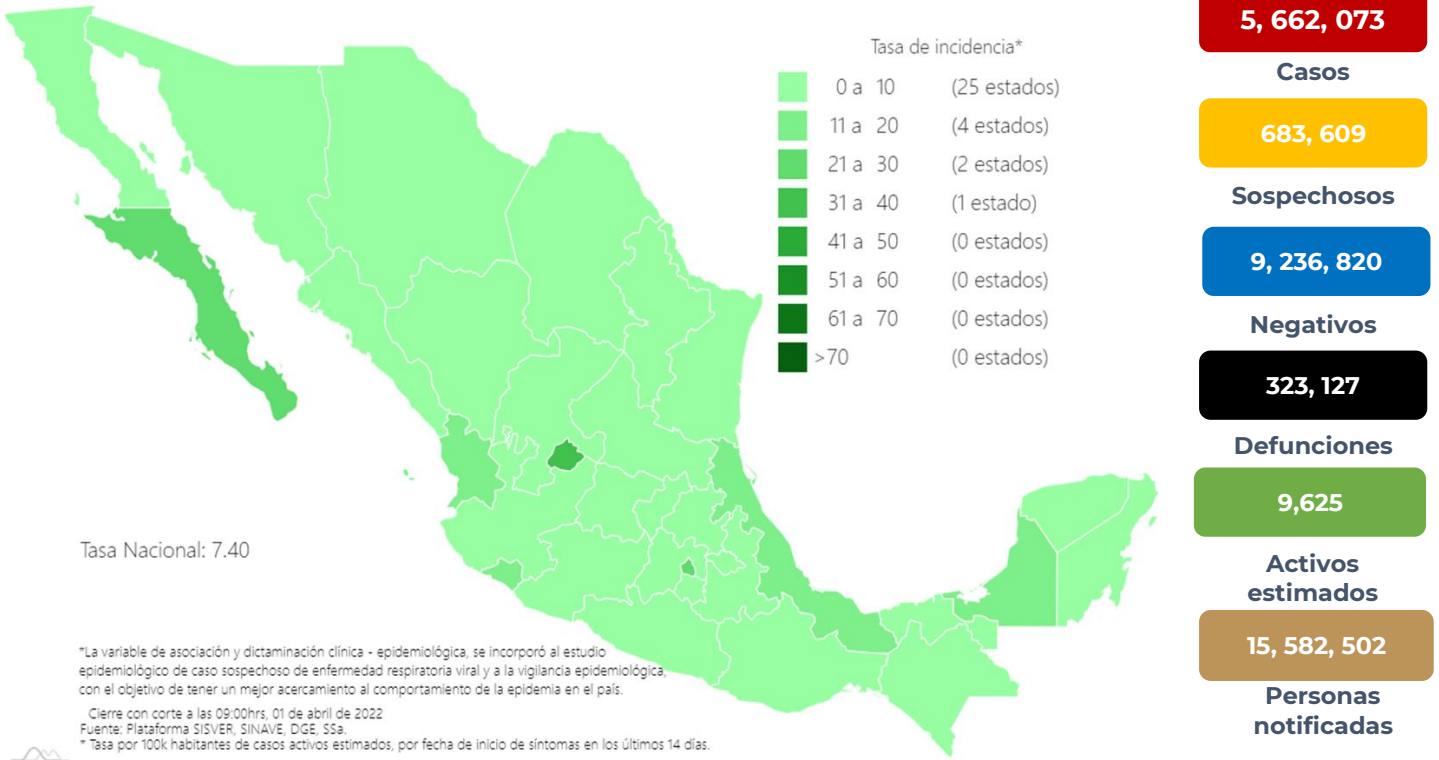 Tasa de incidencia*
0 a 10 (25 estados)
11 a 20 (4 estados)
21 a 30 (2 estados)
31 a 40 (1 estado)
41 a 50 (0 estados)
51 a 60 (0 estados)
61 a 70 (0 estados)
>70 (0 estados)
Tasa Nacional: 7.40
*La variable de asociación y dictaminación clínica - epidemiológica, se incorporó al estudio
epidemiológico de caso sospechoso de enfermedad respiratoria viral y a la vigilancia epidemiológica,
con el objetivo de tener un mejor acercamiento al comportamiento de la epidemia en el país.
Cierre con corte a las 09:00hrs, 01 de abril de 2022
Fuente: Plataforma SISVER, SINAVE, DGE, SSa.
* Tasa por 100k habitantes de casos activos estimados, por fecha de inicio de síntomas en los últimos 14 días.
5, 662, 073
Casos
683, 609
Sospechosos
9, 236, 820
Negativos
323, 127
Defunciones
9,625
Activos
estimados
15, 582, 502
Personas
notificadas